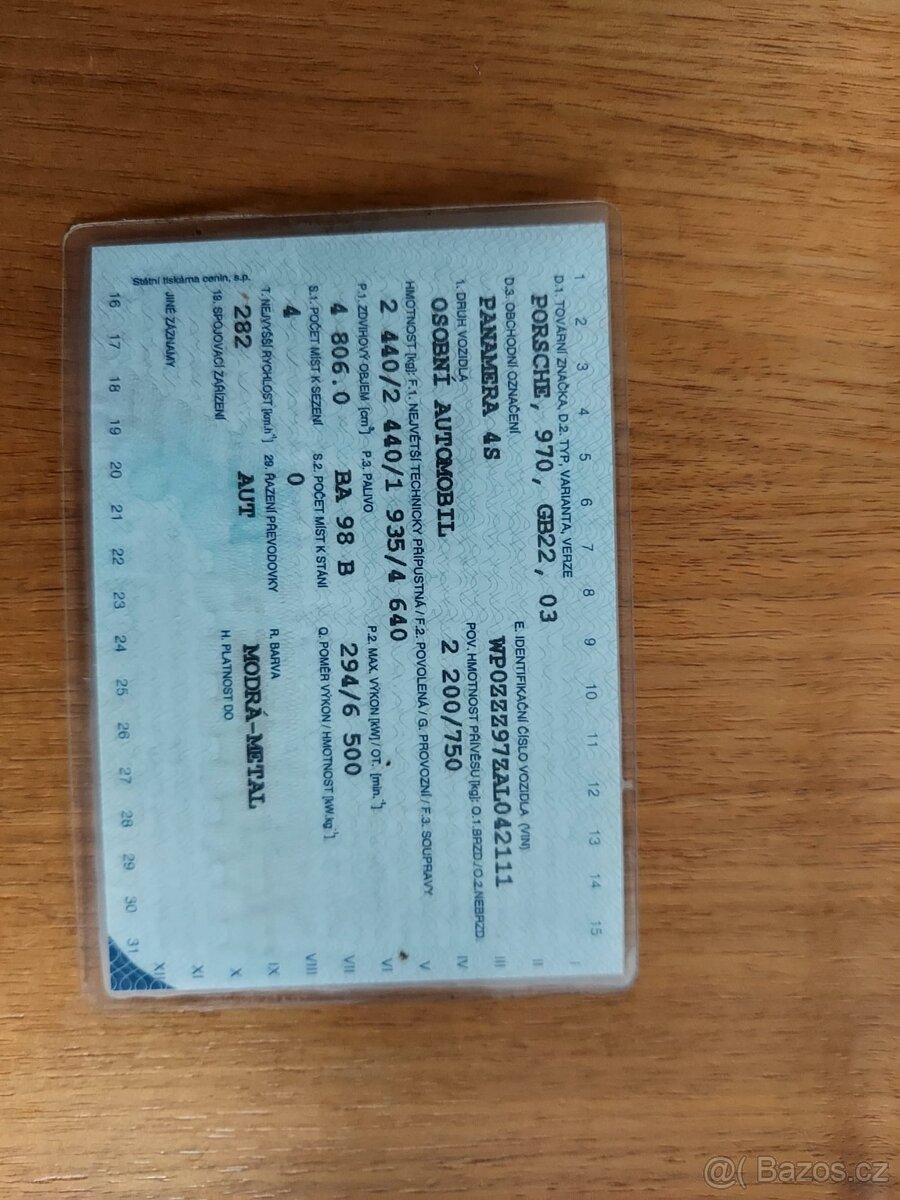 1 2 3 4 5 6 7 8 9 10 11 12 13 14 15
D.1. TOVÁRNÍ ZNAČKA, D.2. TYP, VARIANTA, VERZE
I
PORSCHE, 970, GB22, 03
II
D.3. OBCHODNÍ OZNAČENÍ E. IDENTIFIKAČNÍ ČÍSLO VOZIDLA (VIN)
PANAMERA 4S WP0ZZZ97ZAL042111
III
1. DRUH VOZIDLA POV. HMOTNOST PŘÍVĚSU [kg]: O.1.BRZD./O.2.NEBRZD.
OSOBNÍ AUTOMOBIL 2 200/750
IV
HMOTNOST [kg]: F.1. NEJVĚTŠÍ TECHNICKY PŘÍPUSTNÁ / F.2. POVOLENÁ / G. PROVOZNÍ / F.3. SOUPRAVY
V
2 440/2 440/1 935/4 640
VI
P.1. ZDVIHOVÝ OBJEM [cm³] P.3. PALIVO P.2. MAX. VÝKON [kW] / OT. [min.⁻¹]
4 806.0 BA 98 B 294/6 500
VII
S.1. POČET MÍST K SEZENÍ S.2. POČET MÍST K STÁNÍ Q. POMĚR VÝKON / HMOTNOST [kW.kg⁻¹]
4 0
VIII
T. NEJVYŠŠÍ RYCHLOST [km.h⁻¹] 29. ŘAZENÍ PŘEVODOVKY R. BARVA
IX
282 AUT MODRÁ-METAL
X
19. SPOJOVACÍ ZAŘÍZENÍ H. PLATNOST DO
XI
JINÉ ZÁZNAMY
XII
Státní tiskárna cenin, s.p.
16 17 18 19 20 21 22 23 24 25 26 27 28 29 30 31
@( Bazos.cz